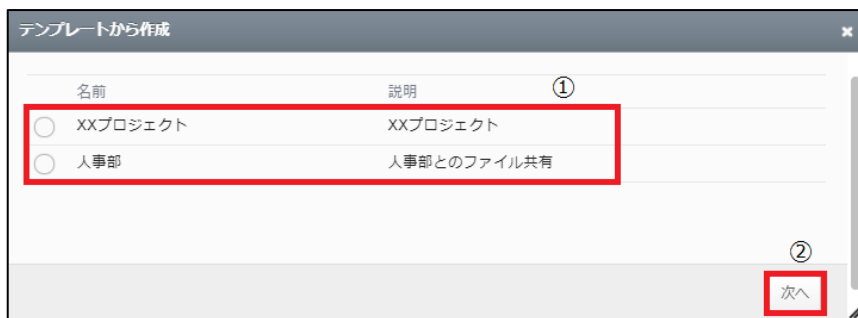 テンプレートから作成 ×
名前 説明 ①
XXプロジェクト XXプロジェクト
人事部 人事部とのファイル共有
②
次へ